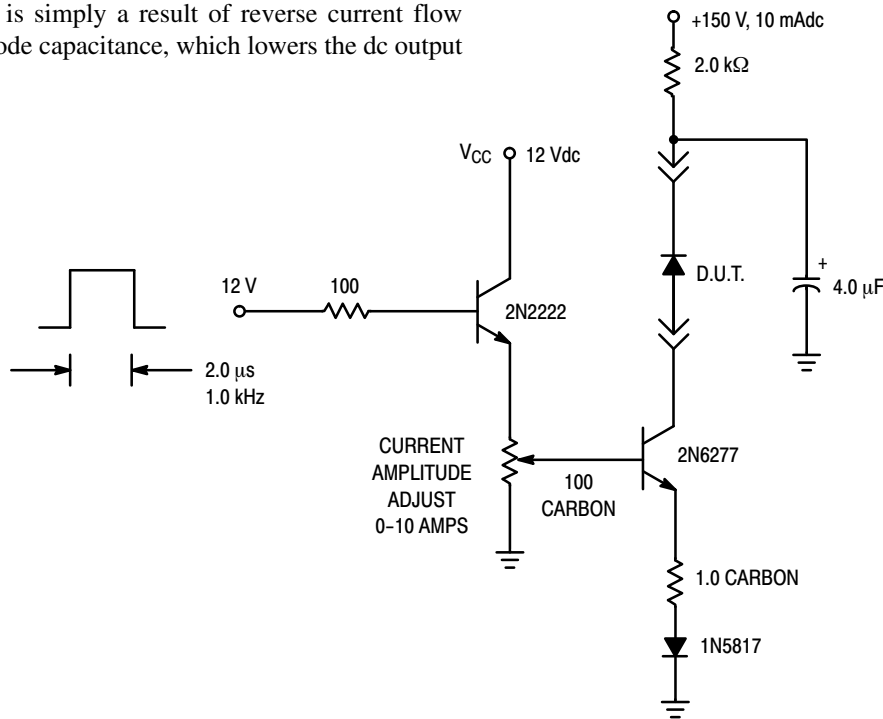 is simply a result of reverse current flow
ode capacitance, which lowers the dc output
+150 V, 10 mAdc
2.0 kΩ
VCC 12 Vdc
+
4.0 µF
D.U.T.
12 V
100
2N2222
2.0 µs
1.0 kHz
CURRENT
AMPLITUDE
ADJUST
0-10 AMPS
100
CARBON
2N6277
1.0 CARBON
1N5817